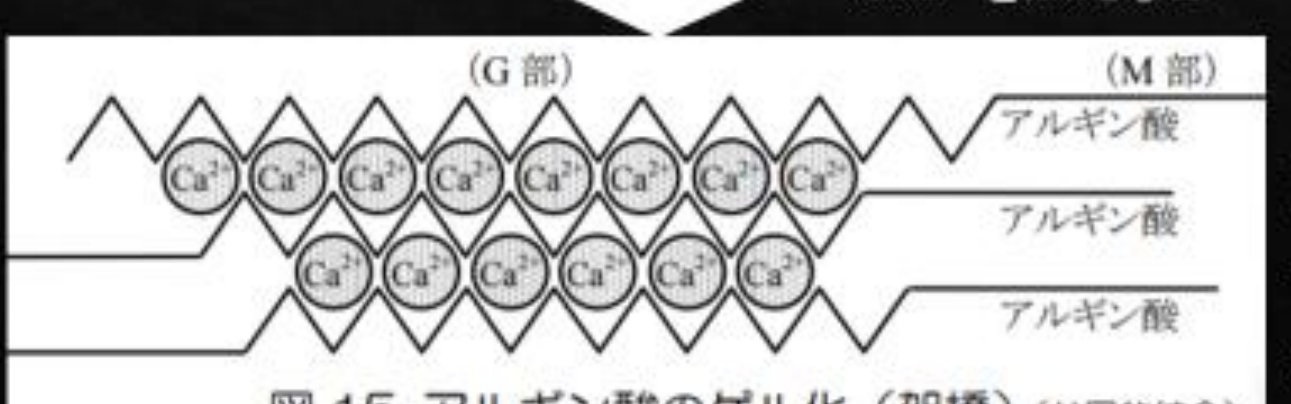 （G 部）
（M 部）
アルギン酸
Ca²⁺ Ca²⁺ Ca²⁺ Ca²⁺ Ca²⁺ Ca²⁺ Ca²⁺ Ca²⁺
アルギン酸
Ca²⁺ Ca²⁺ Ca²⁺ Ca²⁺ Ca²⁺ Ca²⁺
アルギン酸
図 15 アルギン酸のゲル化（架橋）